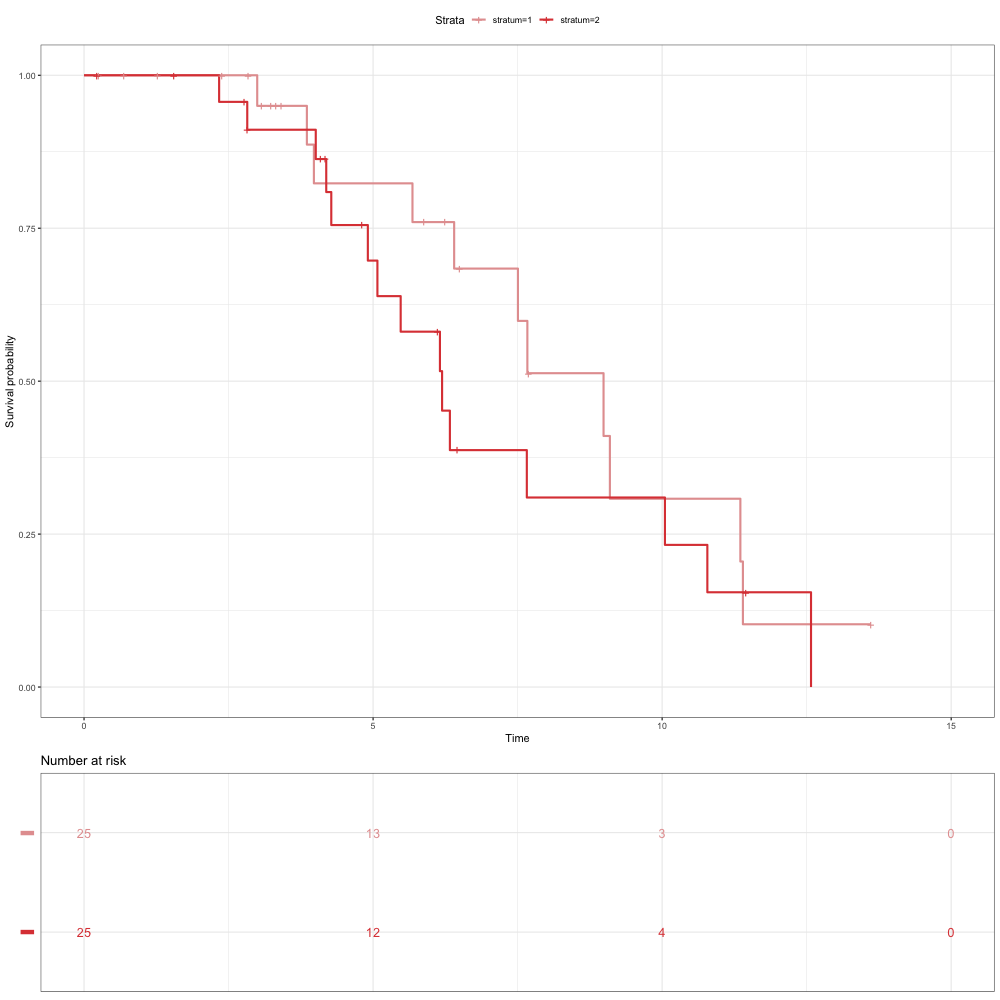 Strata stratum=1 stratum=2
Survival probability
1.00
0.75
0.50
0.25
0.00
0 5 10 15
Time
Number at risk
25 13 3 0
25 12 4 0